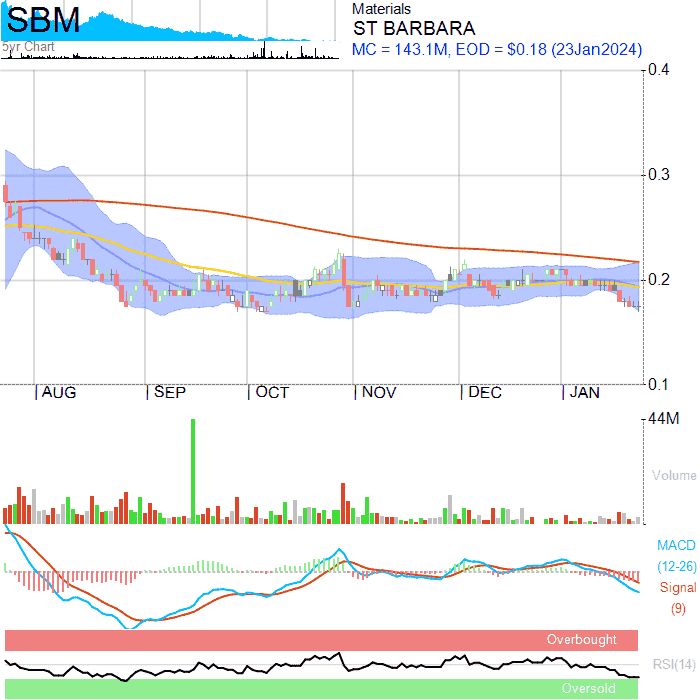 SBM
5yr Chart
Materials
ST BARBARA
MC = 143.1M, EOD = $0.18 (23Jan2024)
0.4
0.3
0.2
0.1
AUG SEP OCT NOV DEC JAN
44M
Volume
MACD
(12-26)
Signal
(9)
Overbought
RSI(14)
Oversold